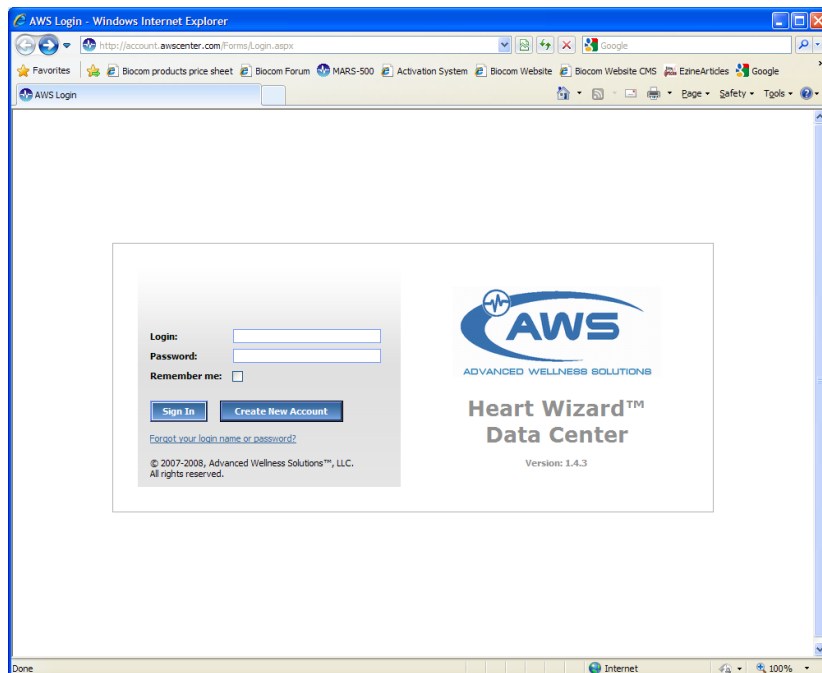 AWS Login - Windows Internet Explorer
http://account.awscenter.com/Forms/Login.aspx
Google
Favorites Biocom products price sheet Biocom Forum MARS-500 Activation System Biocom Website Biocom Website CMS EzineArticles Google
AWS Login
Page Safety Tools
Login:
Password:
Remember me:
Sign In Create New Account
Forgot your login name or password?
© 2007-2008, Advanced Wellness Solutions™, LLC.
All rights reserved.
AWS
ADVANCED WELLNESS SOLUTIONS
Heart Wizard™
Data Center
Version: 1.4.3
Done Internet 100%